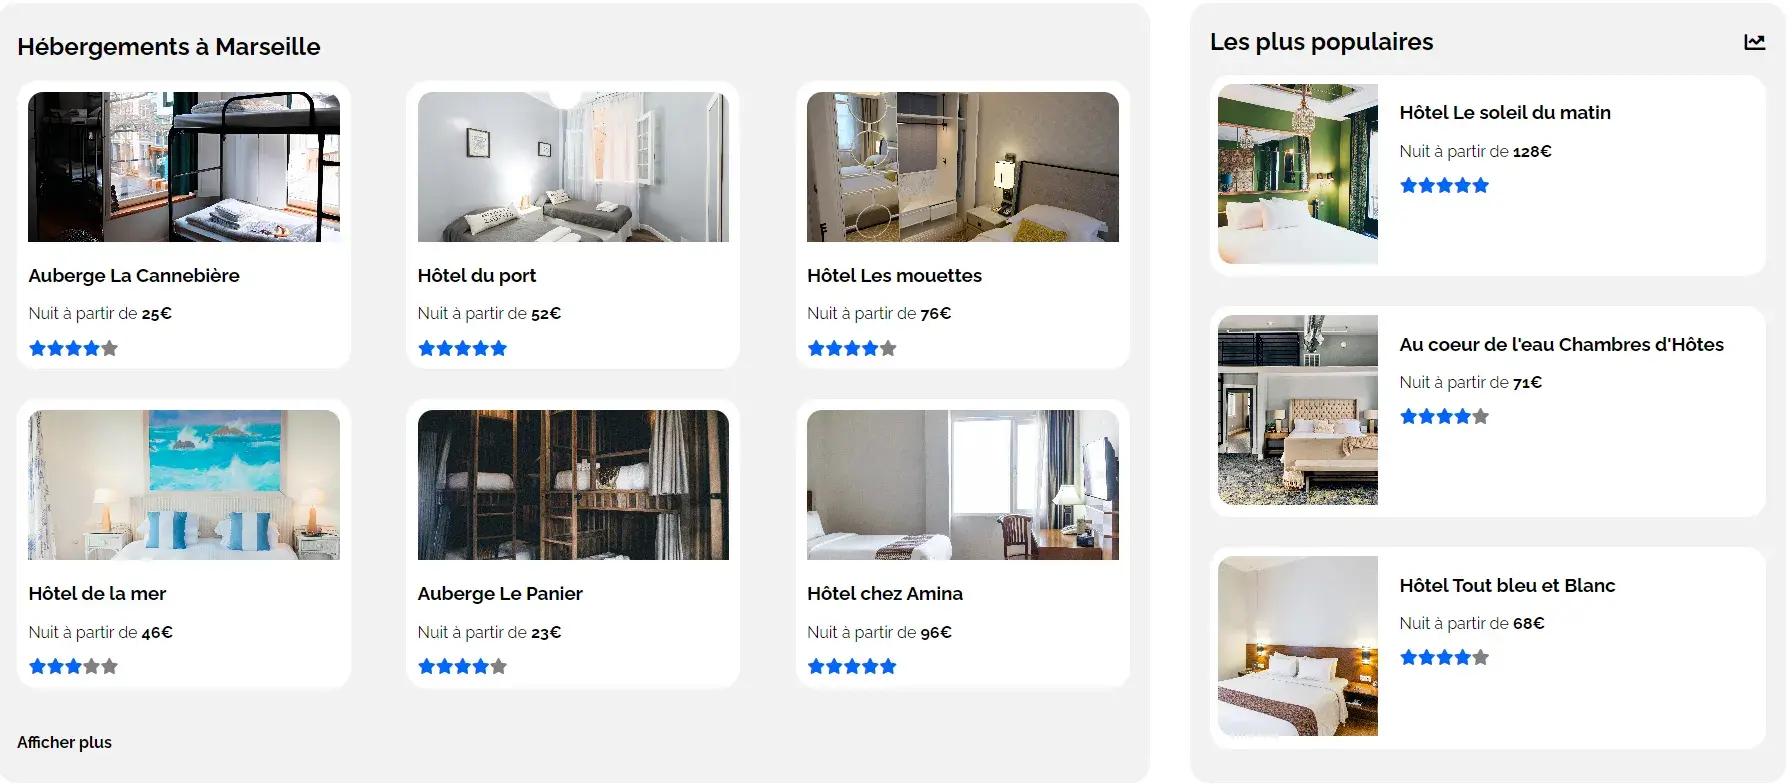 Hébergements à Marseille
Auberge La Cannebière
Nuit à partir de 25€
Hôtel du port
Nuit à partir de 52€
Hôtel Les mouettes
Nuit à partir de 76€
Hôtel de la mer
Nuit à partir de 46€
Auberge Le Panier
Nuit à partir de 23€
Hôtel chez Amina
Nuit à partir de 96€
Afficher plus
Les plus populaires
Hôtel Le soleil du matin
Nuit à partir de 128€
Au coeur de l'eau Chambres d'Hôtes
Nuit à partir de 71€
Hôtel Tout bleu et Blanc
Nuit à partir de 68€